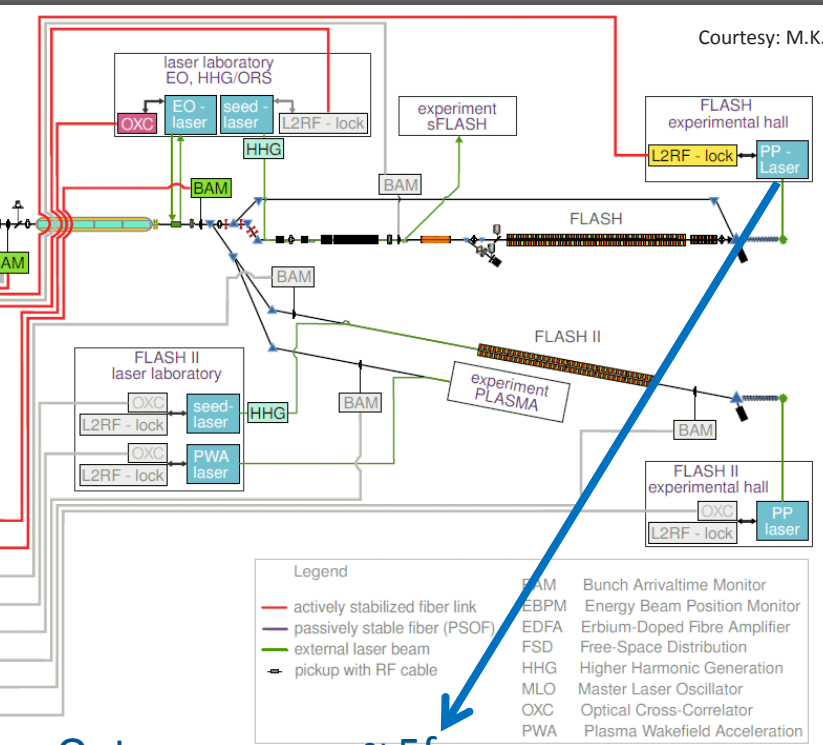 Courtesy: M.K.
laser laboratory
EO, HHG/ORS
OXC
EO -
laser
seed -
laser
L2RF - lock
HHG
experiment
sFLASH
FLASH
experimental hall
L2RF - lock
PP -
Laser
BAM
BAM
FLASH
AM
BAM
FLASH II
FLASH II
laser laboratory
OXC
L2RF - lock
seed-
laser
HHG
OXC
L2RF - lock
PWA
laser
BAM
experiment
PLASMA
BAM
FLASH II
experimental hall
OXC
L2RF - lock
PP
laser
Legend
actively stabilized fiber link
passively stable fiber (PSOF)
external laser beam
pickup with RF cable
BAM Bunch Arrivaltime Monitor
EBPM Energy Beam Position Monitor
EDFA Erbium-Doped Fibre Amplifier
FSD Free-Space Distribution
HHG Higher Harmonic Generation
MLO Master Laser Oscillator
OXC Optical Cross-Correlator
PWA Plasma Wakefield Acceleration